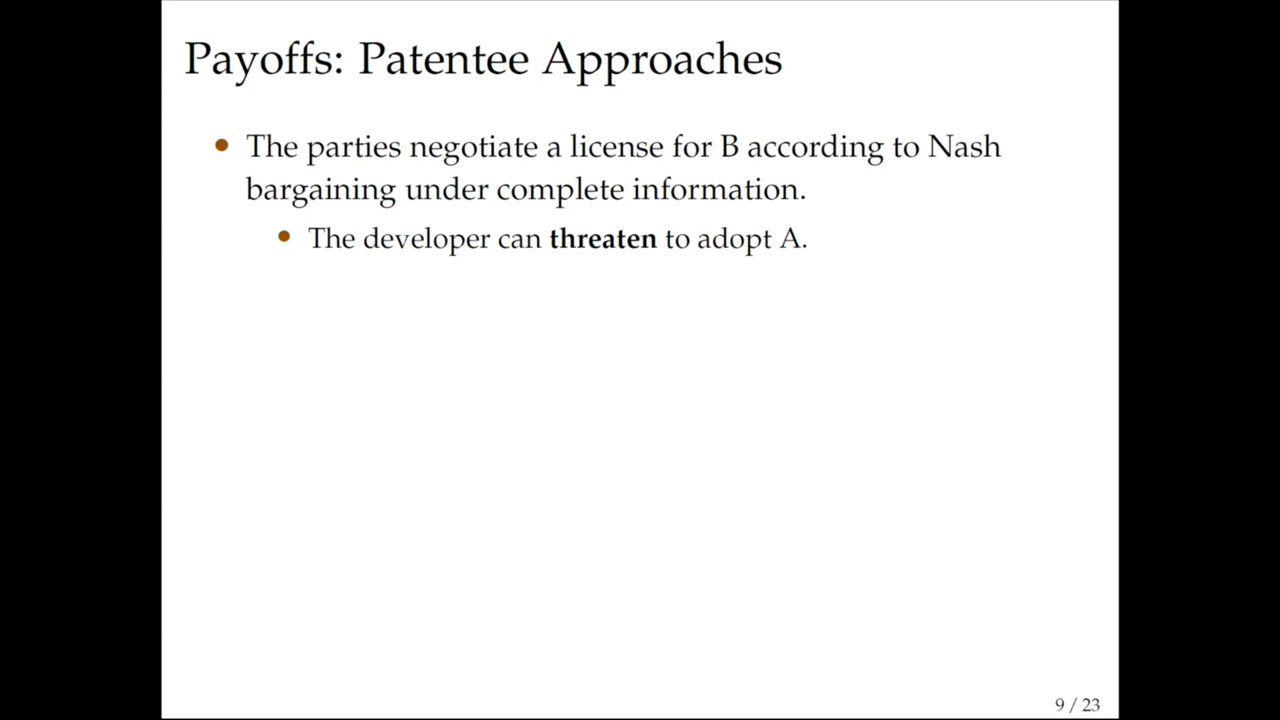 Payoffs: Patentee Approaches
• The parties negotiate a license for B according to Nash
bargaining under complete information.
• The developer can threaten to adopt A.
9 / 23